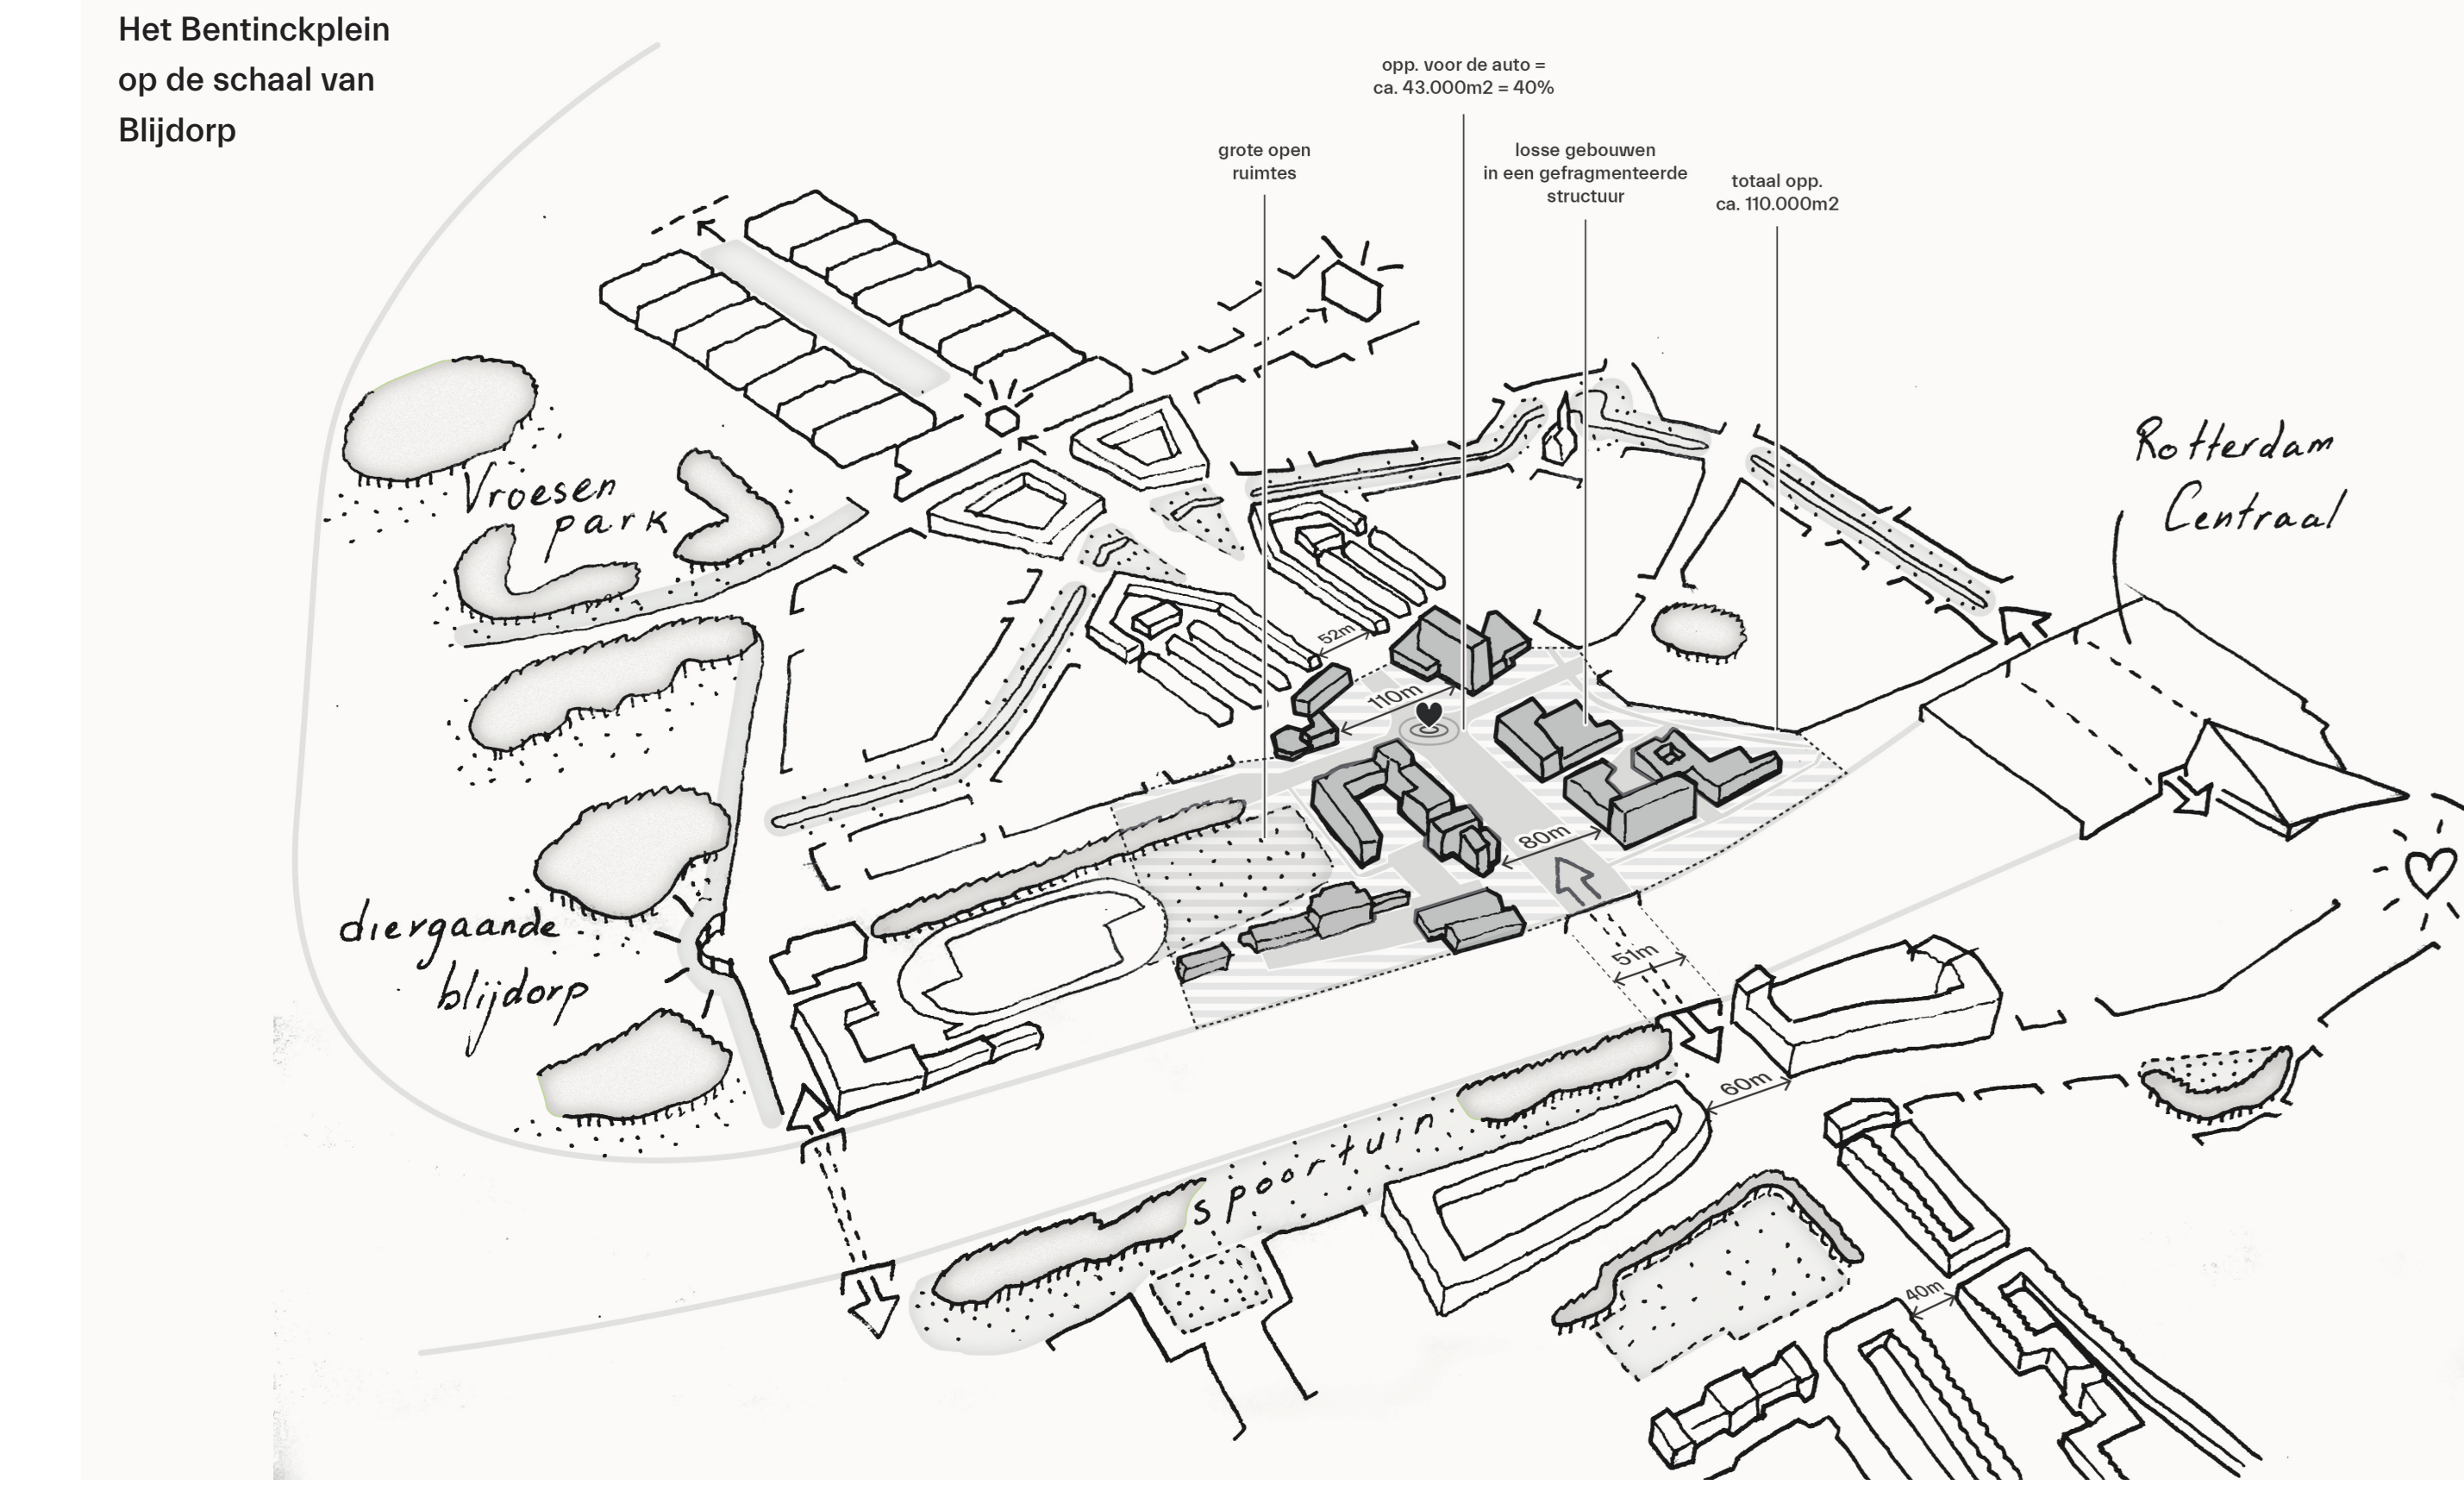 Het Bentinckplein
op de schaal van
Blijdorp
opp. voor de auto =
ca. 43.000m2 = 40%
grote open
ruimtes
losse gebouwen
in een gefragmenteerde
structuur
totaal opp.
ca. 110.000m2
Rotterdam
Centraal
Vroesen
park
52m
110m
80m
diergaande
blijdorp
51m
60m
spoortuin
40m